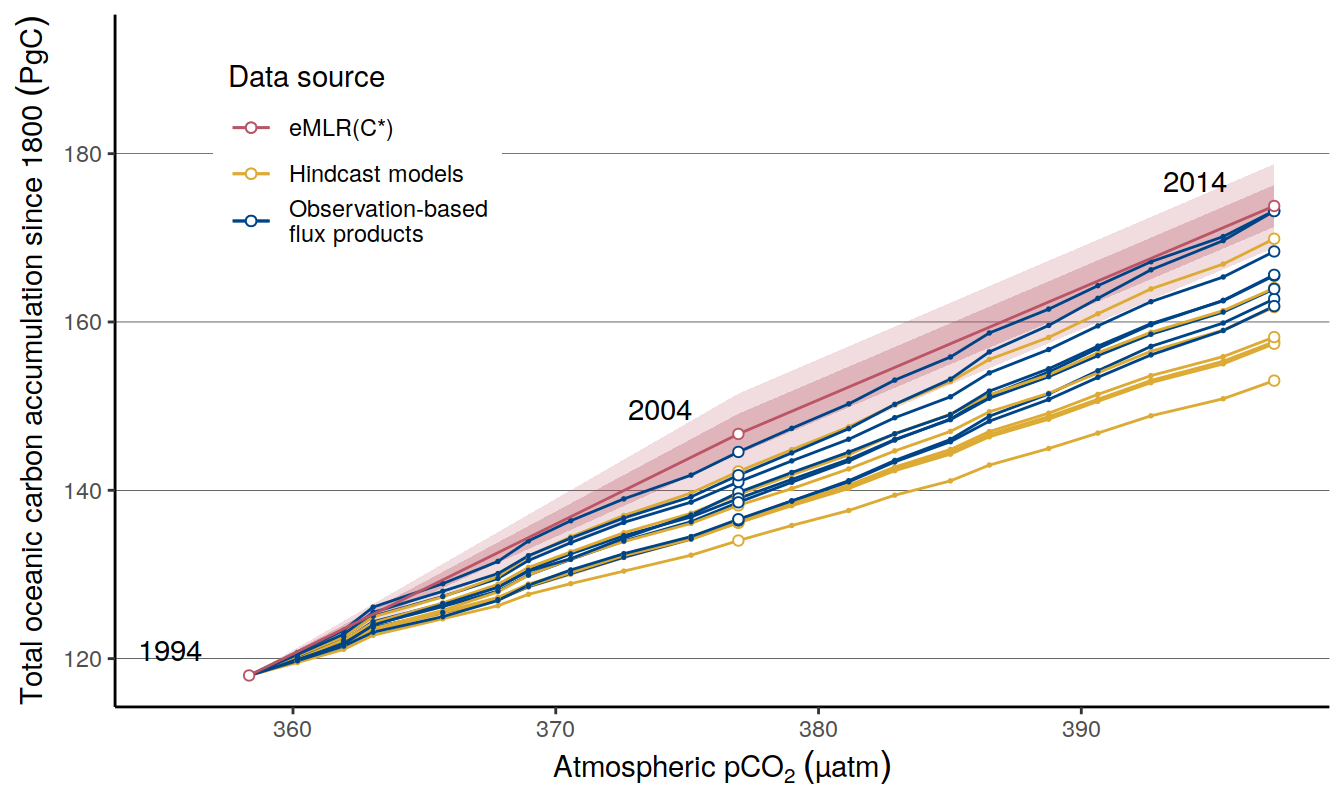 Total oceanic carbon accumulation since 1800 (PgC)
Data source
eMLR(C*)
Hindcast models
Observation-based
flux products
180
160
140
120
2014
2004
1994
360
370
380
390
Atmospheric pCO₂ (µatm)